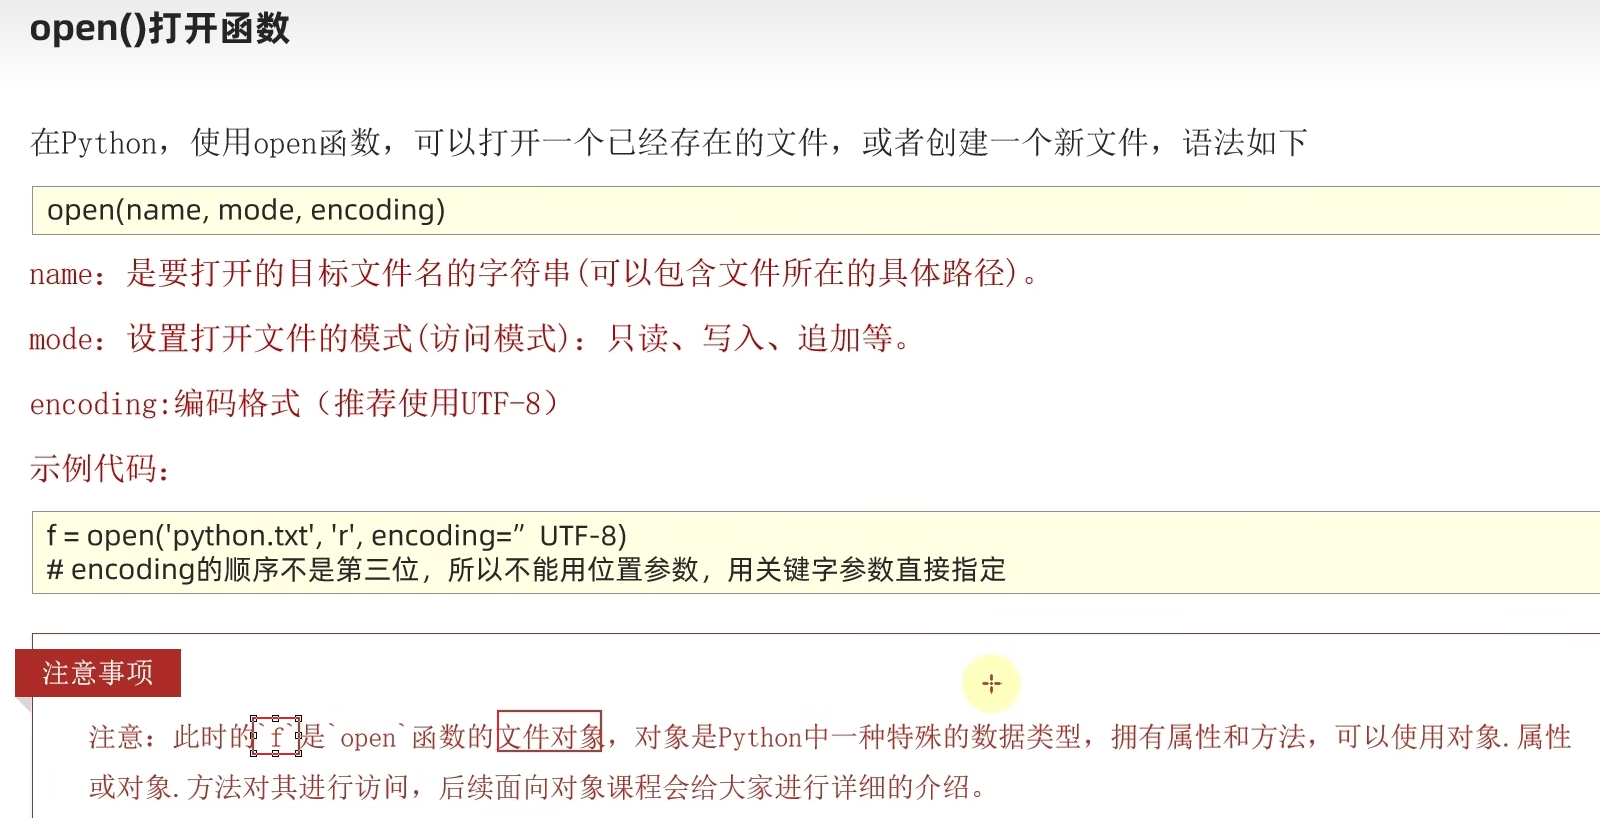 open()打开函数
在Python，使用open函数，可以打开一个已经存在的文件，或者创建一个新文件，语法如下
open(name, mode, encoding)
name：是要打开的目标文件名的字符串(可以包含文件所在的具体路径)。
mode：设置打开文件的模式(访问模式)：只读、写入、追加等。
encoding:编码格式（推荐使用UTF-8）
示例代码：
f = open('python.txt', 'r', encoding=”UTF-8)
# encoding的顺序不是第三位，所以不能用位置参数，用关键字参数直接指定
注意事项
注意：此时的`f`是`open`函数的文件对象，对象是Python中一种特殊的数据类型，拥有属性和方法，可以使用对象.属性
或对象.方法对其进行访问，后续面向对象课程会给大家进行详细的介绍。